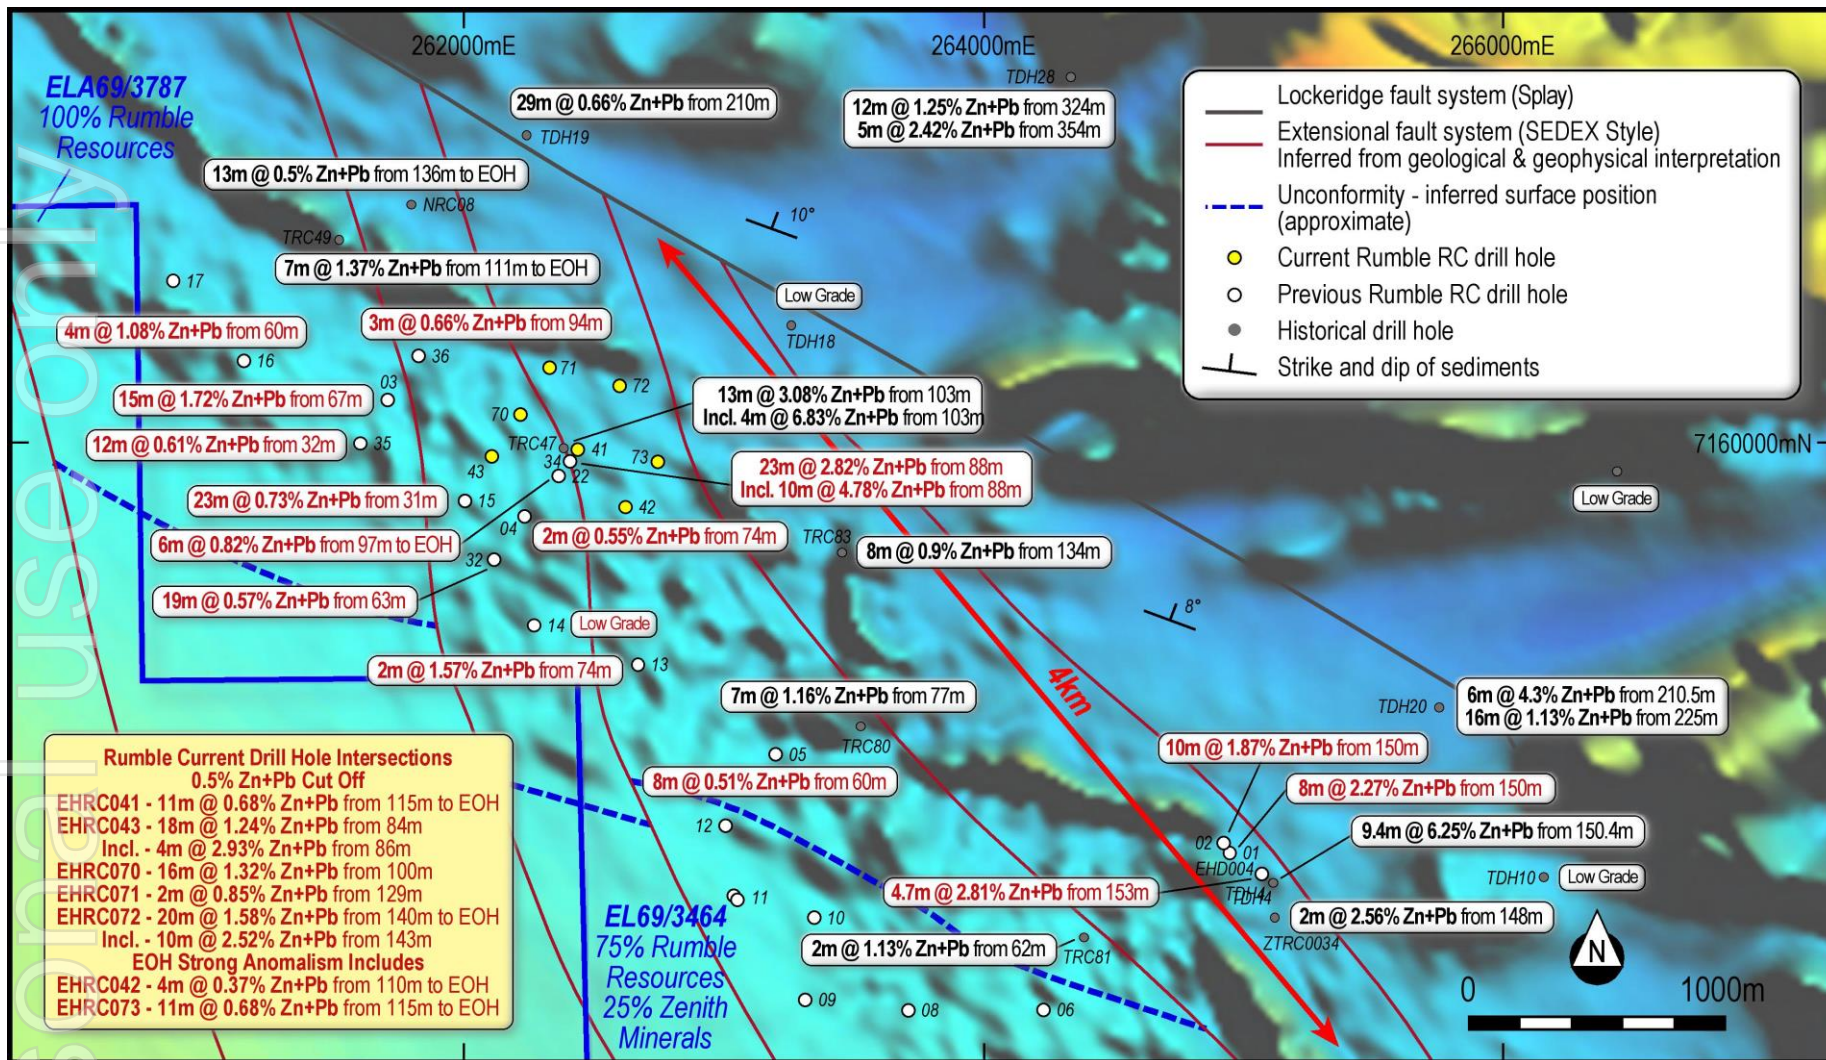 262000mE
264000mE
266000mE
7160000mN
ELA69/3787
100% Rumble
Resources
29m @ 0.66% Zn+Pb from 210m
TDH19
TDH28
12m @ 1.25% Zn+Pb from 324m
5m @ 2.42% Zn+Pb from 354m
Lockeridge fault system (Splay)
Extensional fault system (SEDEX Style)
Inferred from geological & geophysical interpretation
Unconformity - inferred surface position
(approximate)
Current Rumble RC drill hole
Previous Rumble RC drill hole
Historical drill hole
Strike and dip of sediments
13m @ 0.5% Zn+Pb from 136m to EOH
NRC08
TRC49
10°
7m @ 1.37% Zn+Pb from 111m to EOH
17
Low Grade
TDH18
4m @ 1.08% Zn+Pb from 60m
3m @ 0.66% Zn+Pb from 94m
16
36
03
71
72
15m @ 1.72% Zn+Pb from 67m
13m @ 3.08% Zn+Pb from 103m
Incl. 4m @ 6.83% Zn+Pb from 103m
70
12m @ 0.61% Zn+Pb from 32m
35
TRC47
41
34
43
22
73
23m @ 2.82% Zn+Pb from 88m
Incl. 10m @ 4.78% Zn+Pb from 88m
Low Grade
23m @ 0.73% Zn+Pb from 31m
15
04
42
6m @ 0.82% Zn+Pb from 97m to EOH
2m @ 0.55% Zn+Pb from 74m
TRC83
8m @ 0.9% Zn+Pb from 134m
32
19m @ 0.57% Zn+Pb from 63m
8°
14
Low Grade
2m @ 1.57% Zn+Pb from 74m
13
4km
7m @ 1.16% Zn+Pb from 77m
TRC80
TDH20
6m @ 4.3% Zn+Pb from 210.5m
16m @ 1.13% Zn+Pb from 225m
05
10m @ 1.87% Zn+Pb from 150m
8m @ 0.51% Zn+Pb from 60m
8m @ 2.27% Zn+Pb from 150m
12
02
01
9.4m @ 6.25% Zn+Pb from 150.4m
EHD004
4.7m @ 2.81% Zn+Pb from 153m
TDH4
TDH10
Low Grade
11
10
2m @ 2.56% Zn+Pb from 148m
ZTRC0034
2m @ 1.13% Zn+Pb from 62m
TRC81
09
08
06
EL69/3464
75% Rumble
Resources
25% Zenith
Minerals
Rumble Current Drill Hole Intersections
0.5% Zn+Pb Cut Off
EHRC041 - 11m @ 0.68% Zn+Pb from 115m to EOH
EHRC043 - 18m @ 1.24% Zn+Pb from 84m
Incl. - 4m @ 2.93% Zn+Pb from 86m
EHRC070 - 16m @ 1.32% Zn+Pb from 100m
EHRC071 - 2m @ 0.85% Zn+Pb from 129m
EHRC072 - 20m @ 1.58% Zn+Pb from 140m to EOH
Incl. - 10m @ 2.52% Zn+Pb from 143m
EOH Strong Anomalism Includes
EHRC042 - 4m @ 0.37% Zn+Pb from 110m to EOH
EHRC073 - 11m @ 0.68% Zn+Pb from 115m to EOH
N
0 1000m
sonal use only